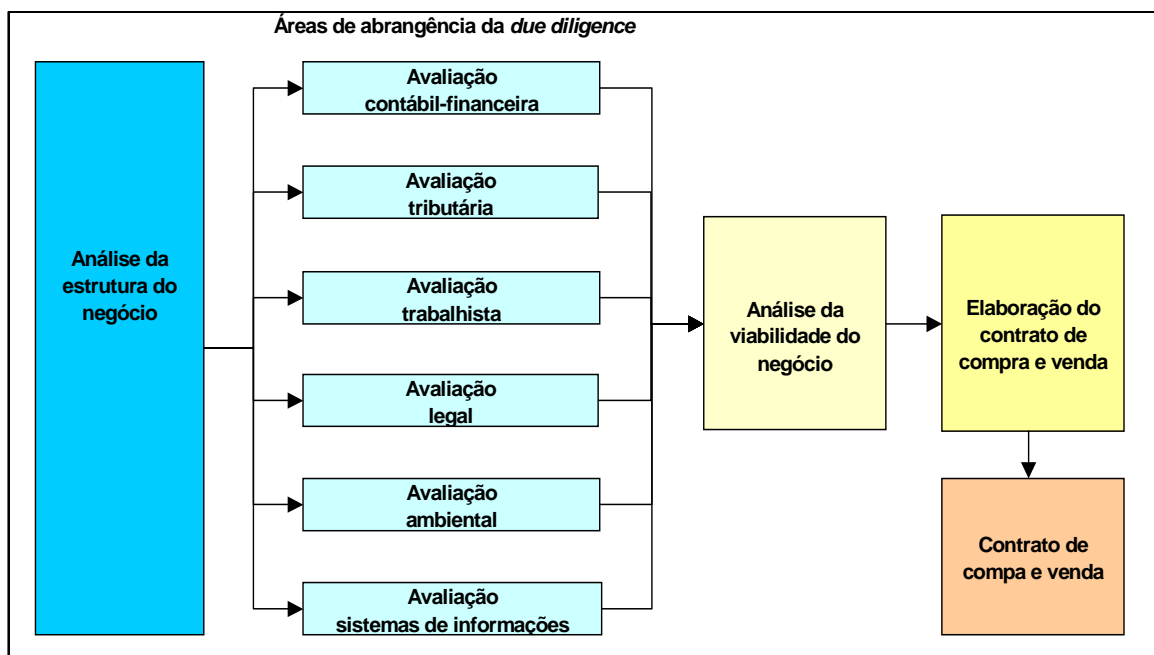 Áreas de abrangência da due diligence
Análise da
estrutura do
negócio
Avaliação
contábil-financeira
Avaliação
tributária
Avaliação
trabalhista
Avaliação
legal
Avaliação
ambiental
Avaliação
sistemas de informações
Análise da
viabilidade do
negócio
Elaboração do
contrato de
compra e venda
Contrato de
compa e venda